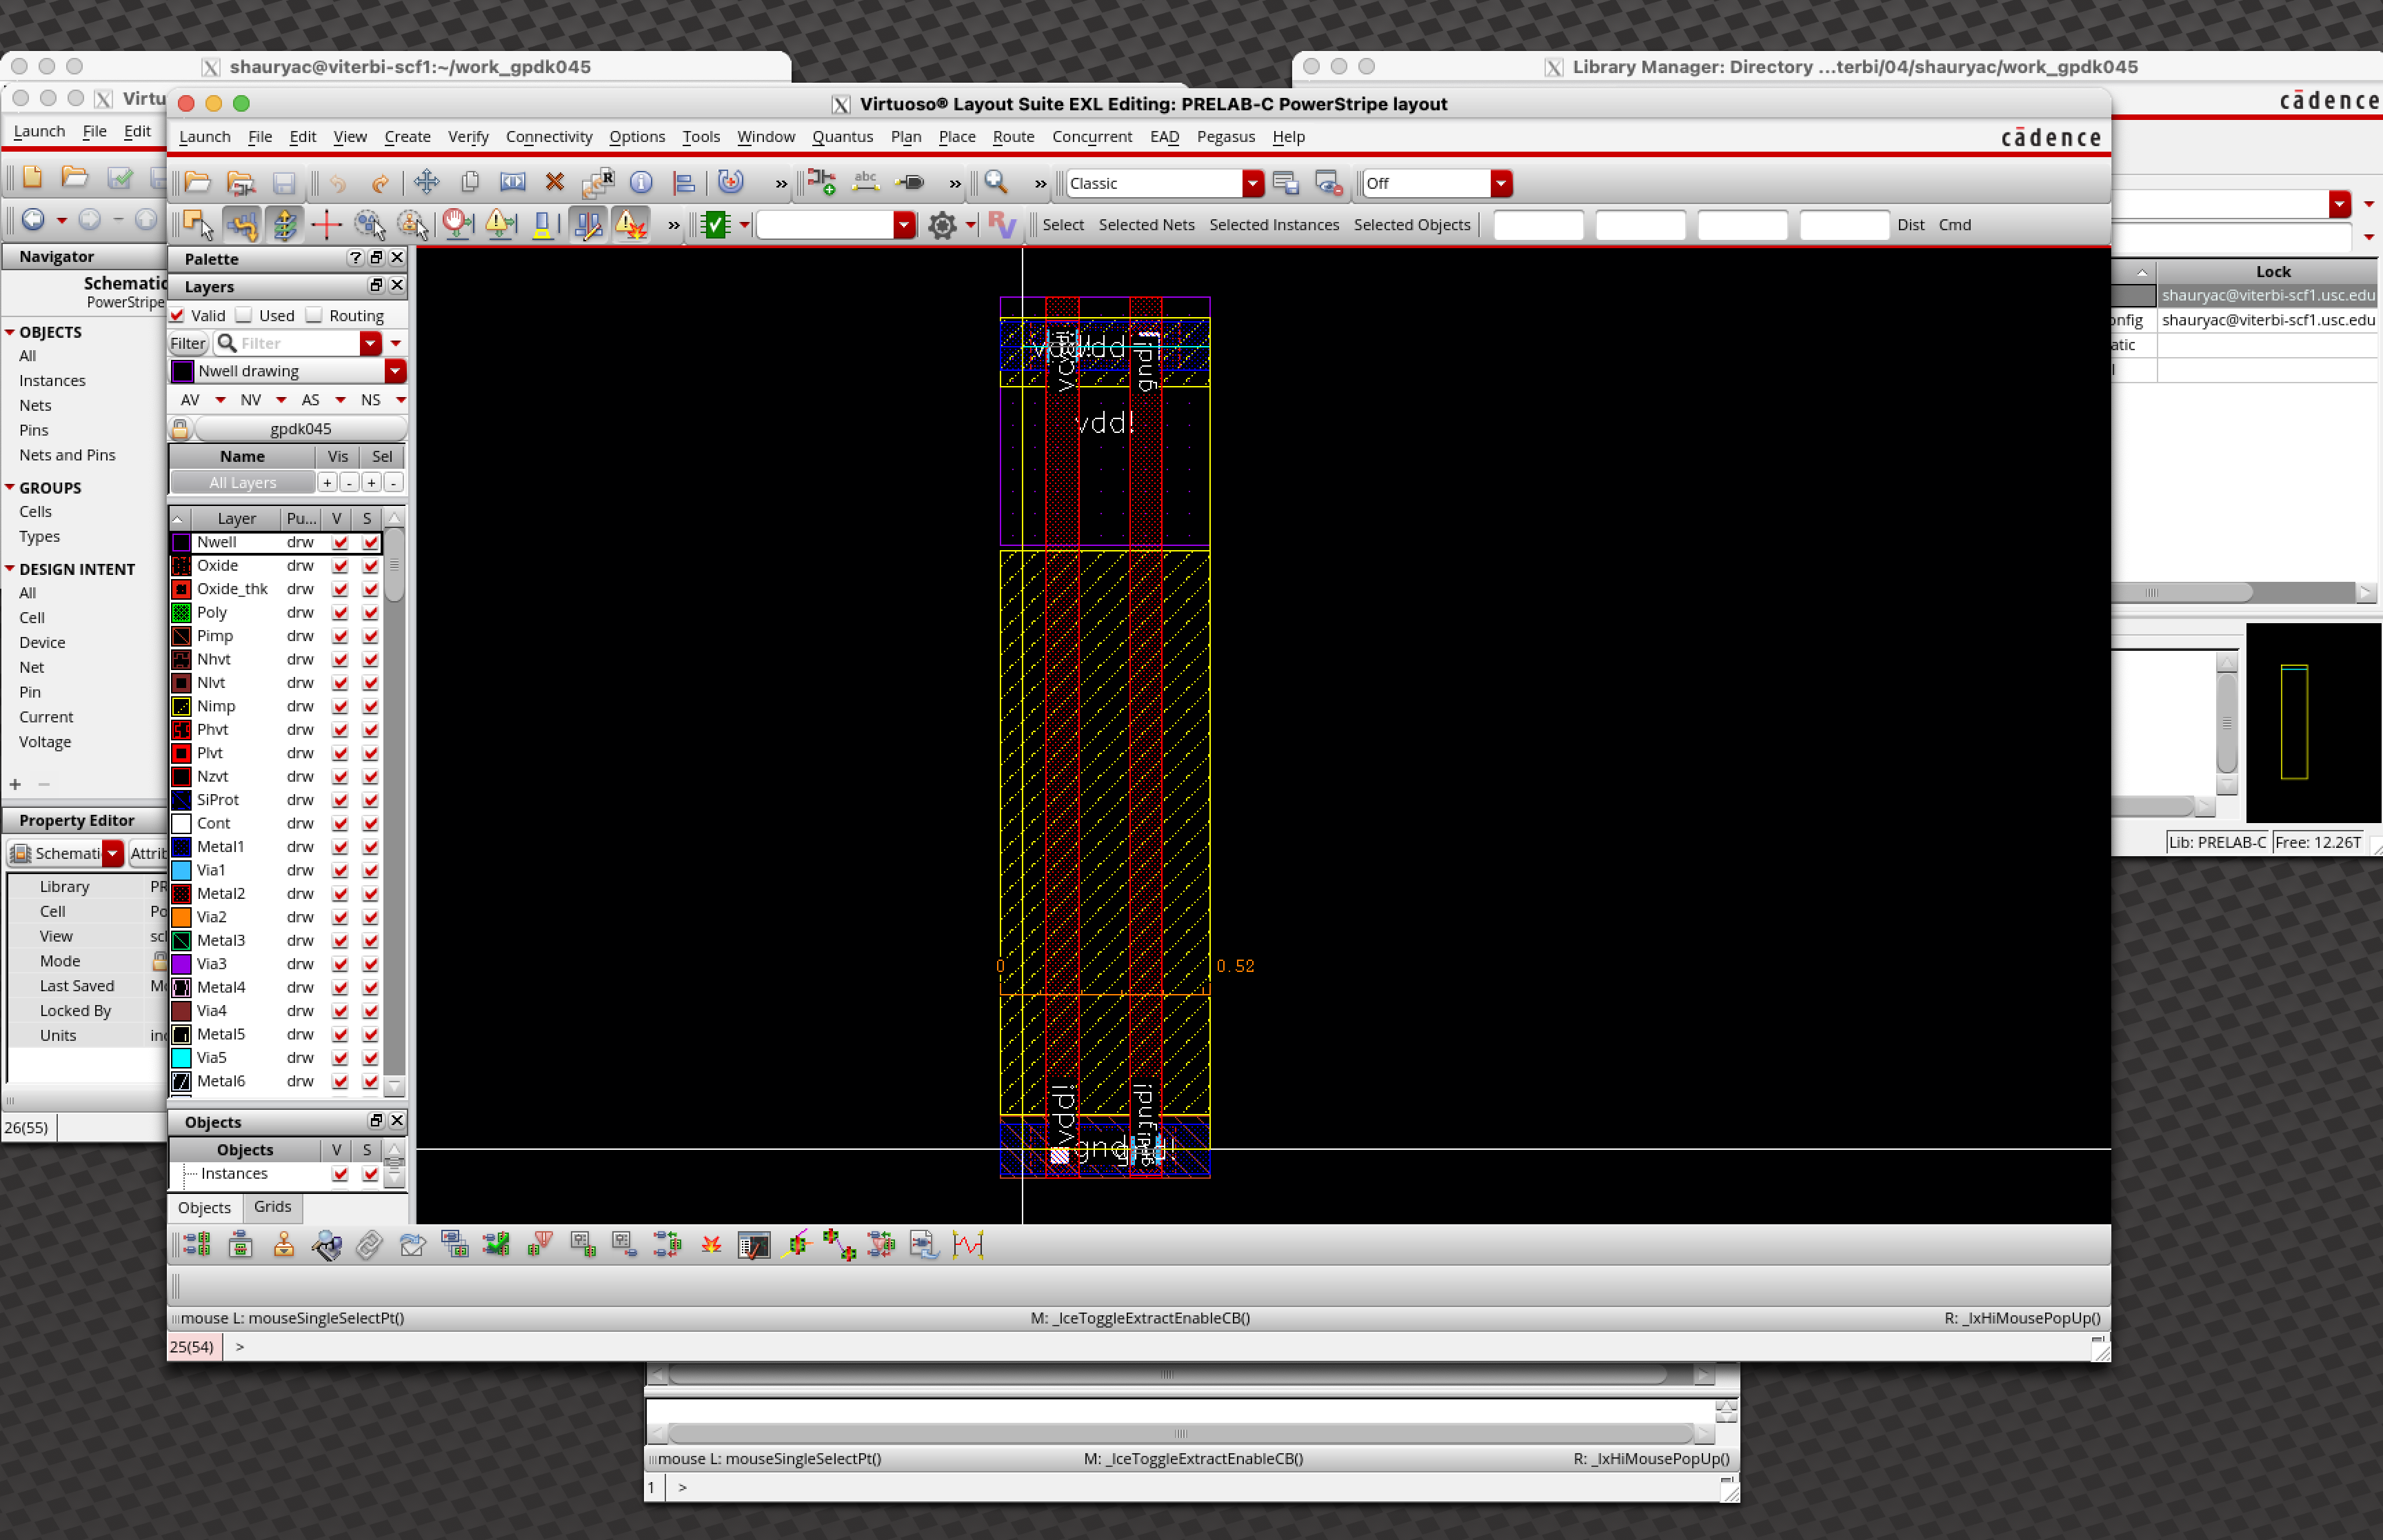 shauryac@viterbi-scf1:~/work_gpdk045
Library Manager: Directory ...terbi/04/shauryac/work_gpdk045
Virtu
cādence
Launch File Edit
Virtuoso® Layout Suite EXL Editing: PRELAB-C PowerStripe layout
Launch File Edit View Create Verify Connectivity Options Tools Window Quantus Plan Place Route Concurrent EAD Pegasus Help
cādence
Classic
Off
Select Selected Nets Selected Instances Selected Objects
Dist Cmd
Navigator
Schematic
PowerStripe
OBJECTS
All
Instances
Nets
Pins
Nets and Pins
GROUPS
Cells
Types
DESIGN INTENT
All
Cell
Device
Net
Pin
Current
Voltage
Property Editor
Schemati
Attrib
Library PR
Cell Po
View scl
Mode
Last Saved Mo
Locked By
Units inc
26(55)
Palette
Layers
Valid Used Routing
Filter Filter
Nwell drawing
AV NV AS NS
gpdk045
Name Vis Sel
All Layers + - + -
Layer Pu... V S
Nwell drw
Oxide drw
Oxide_thk drw
Poly drw
Pimp drw
Nhvt drw
Nlvt drw
Nimp drw
Phvt drw
Plvt drw
Nzvt drw
SiProt drw
Cont drw
Metal1 drw
Via1 drw
Metal2 drw
Via2 drw
Metal3 drw
Via3 drw
Metal4 drw
Via4 drw
Metal5 drw
Via5 drw
Metal6 drw
Objects
Objects V S
Instances
Objects Grids
vdd
gnd!
vdd!
0
0.52
vdd!
gnd
mouse L: mouseSingleSelectPt()
M: _lceToggleExtractEnableCB()
R: _lxHiMousePopUp()
25(54) >
Lock
shauryac@viterbi-scf1.usc.edu
onfig shauryac@viterbi-scf1.usc.edu
atic
l
Lib: PRELAB-C Free: 12.26T
mouse L: mouseSingleSelectPt()
M: _lceToggleExtractEnableCB()
R: _lxHiMousePopUp()
1 >